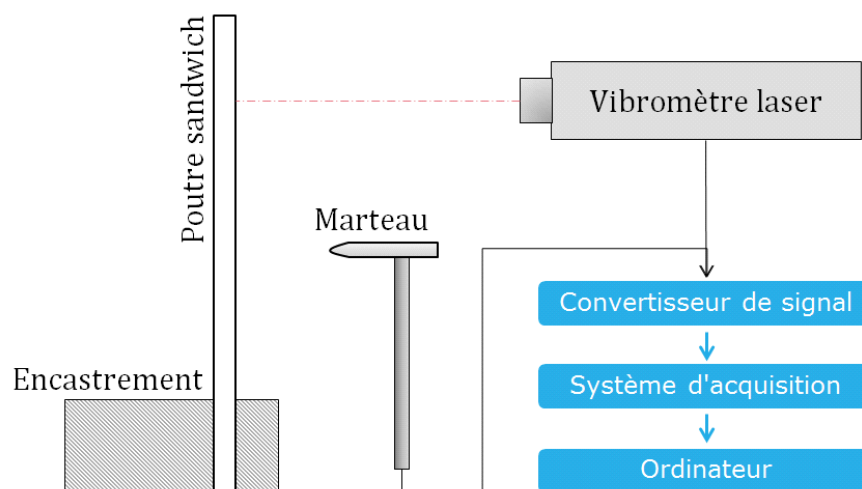 Poutre sandwich
Vibromètre laser
Marteau
Convertisseur de signal
Encastrement
Système d'acquisition
Ordinateur